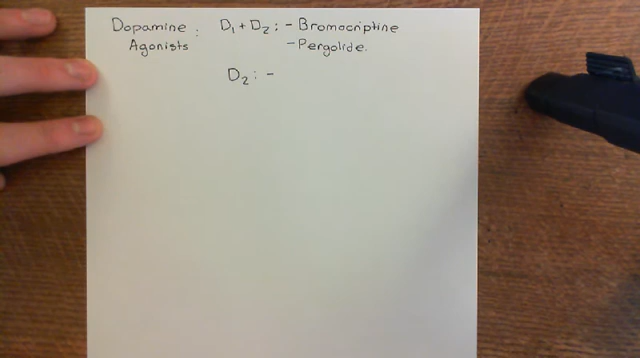 Dopamine : D₁ + D₂ : - Bromocriptine
Agonists - Pergolide.
D₂ : -